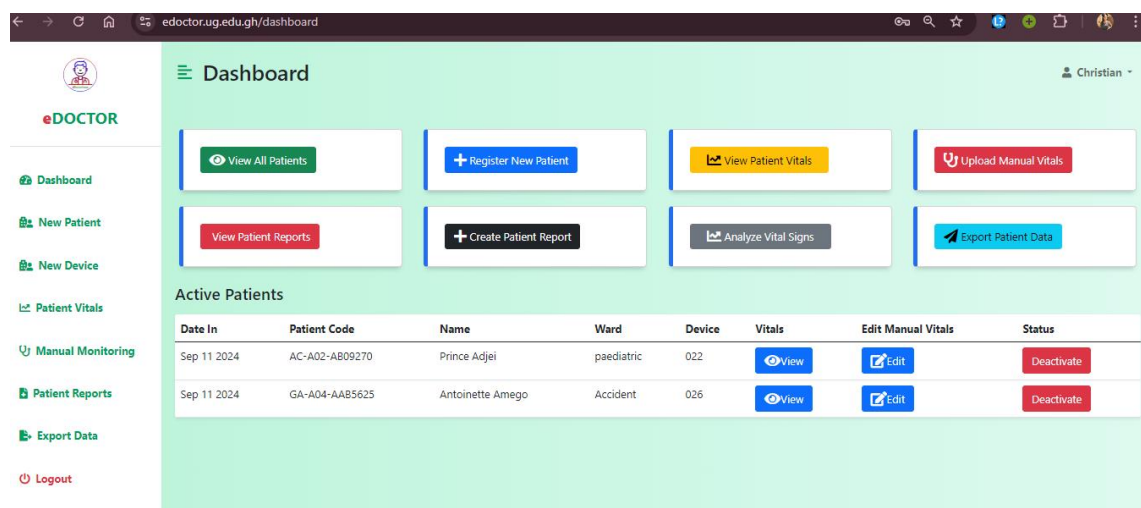 edoctor.ug.edu.gh/dashboard
eDOCTOR
Dashboard
New Patient
New Device
Patient Vitals
Manual Monitoring
Patient Reports
Export Data
Logout
Dashboard
Christian
View All Patients
Register New Patient
View Patient Vitals
Upload Manual Vitals
View Patient Reports
Create Patient Report
Analyze Vital Signs
Export Patient Data
Active Patients
Date In Patient Code Name Ward Device Vitals Edit Manual Vitals Status
Sep 11 2024 AC-A02-AB09270 Prince Adjei paediatric 022 View Edit Deactivate
Sep 11 2024 GA-A04-AAB5625 Antoinette Amego Accident 026 View Edit Deactivate